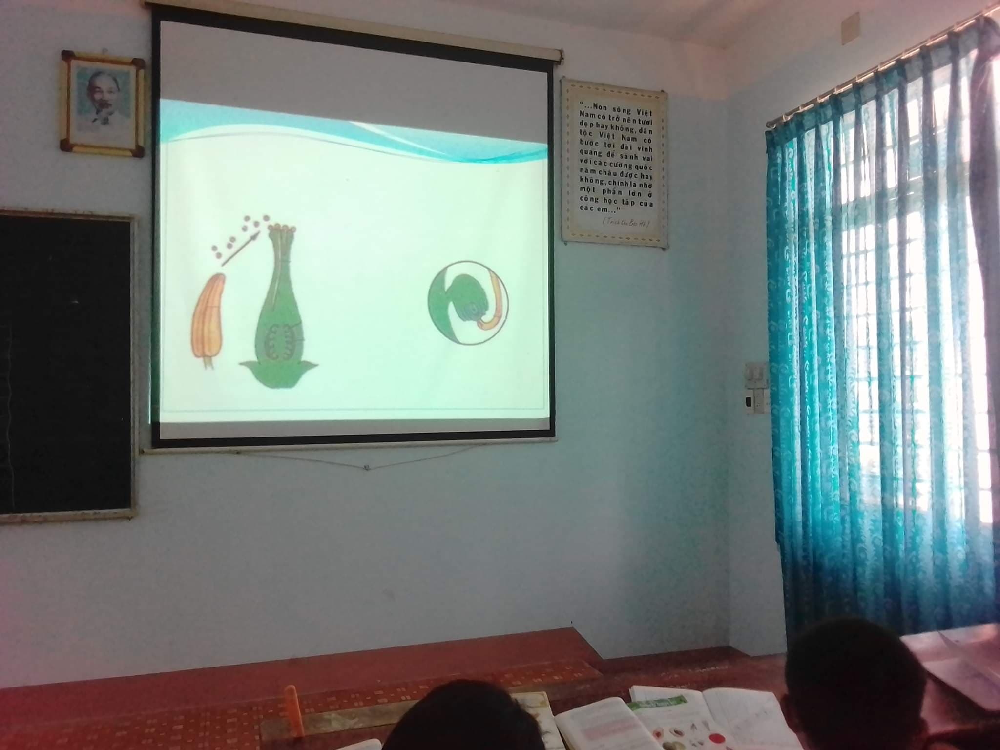 "...Non sông Việt
Nam có trở nên tươi
đẹp hay không, dân
tộc Việt Nam có
bước tới đài vinh
quang để sánh vai
với các cường quốc
năm châu được hay
không, chính là nhờ
một phần lớn ở
công học tập của
các em..."
(Trích thư Bác Hồ)